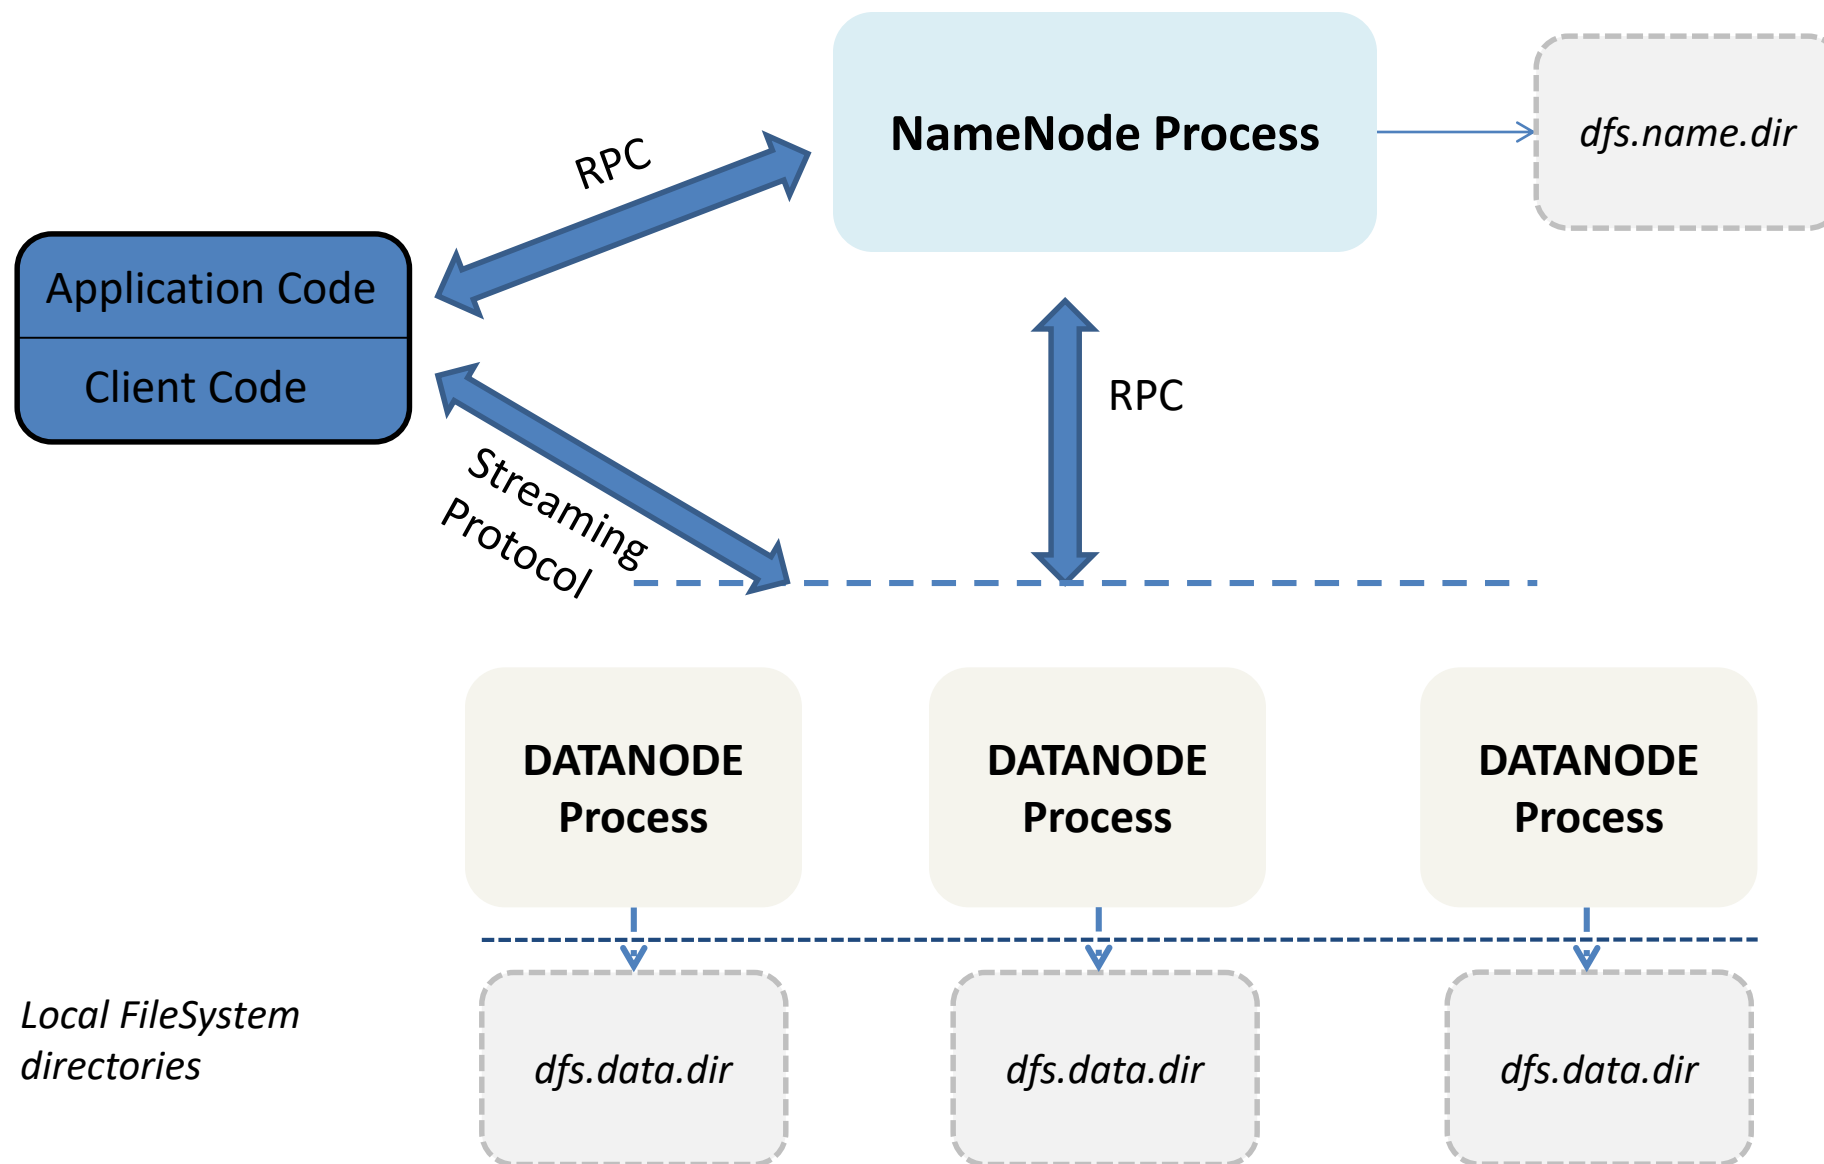 NameNode Process
dfs.name.dir
RPC
Application Code
Client Code
RPC
Streaming
Protocol
DATANODE
Process
DATANODE
Process
DATANODE
Process
Local FileSystem
directories
dfs.data.dir
dfs.data.dir
dfs.data.dir